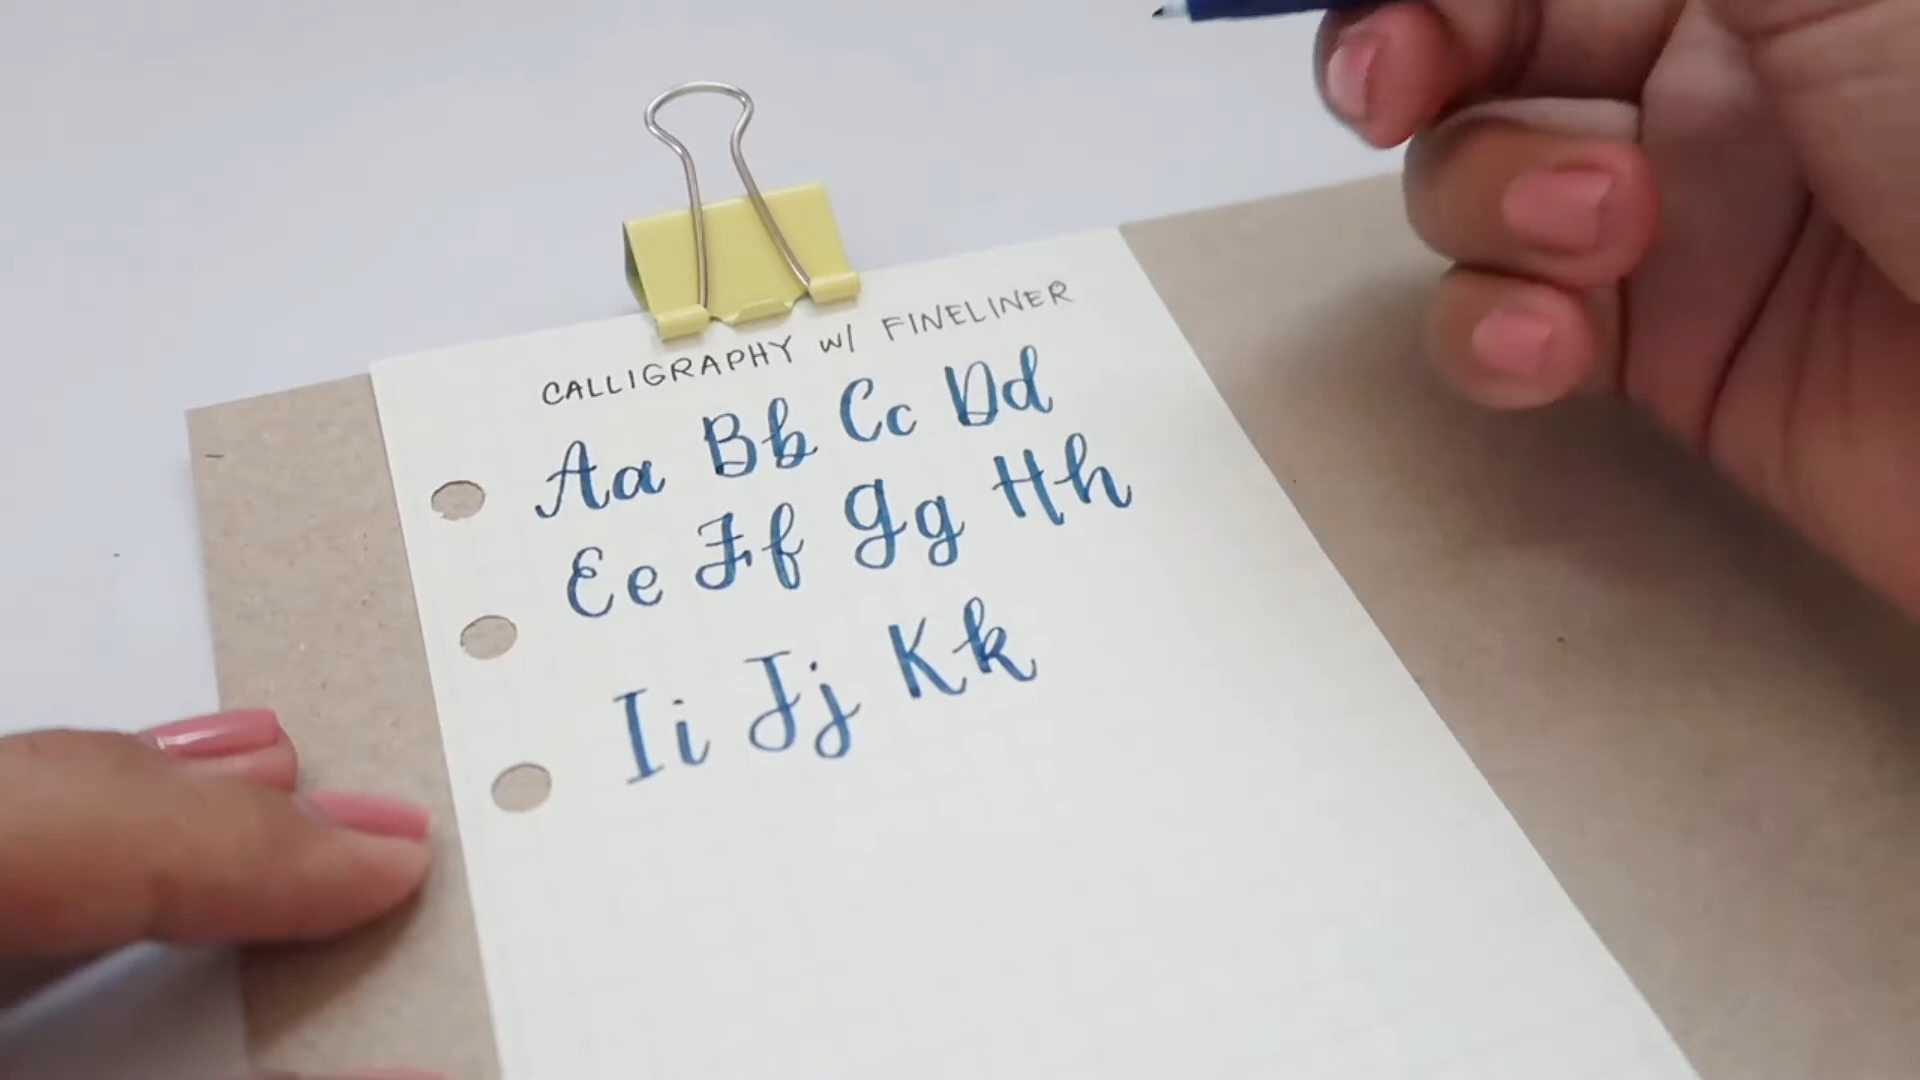 CALLIGRAPHY w/ FINELINER
Aa Bb Cc Dd
Ee Ff Gg Hh
Ii Jj Kk